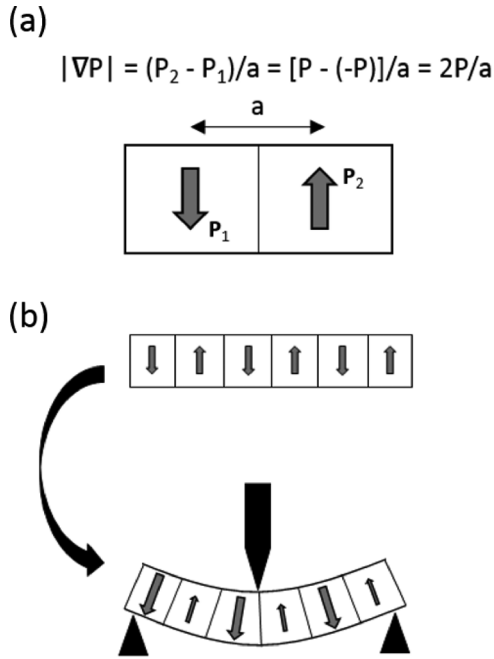 (a)
|∇P| = (P₂ - P₁)/a = [P - (-P)]/a = 2P/a
a
P₂
P₁
(b)